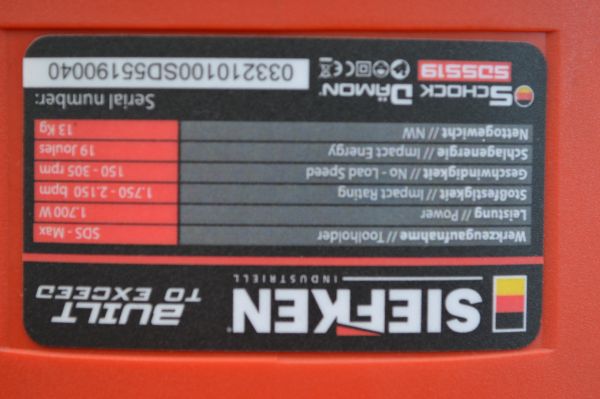 SIEFKEN®
INDUSTRIELL
BUILT
TO EXCEED
Werkzeugaufnahme // Toolholder SDS - Max
Leistung // Power 1.700 W
Stoßfestigkeit // Impact Rating 1.750 - 2.150 bpm
Geschwindigkeit // No - Load Speed 150 - 305 rpm
Schlagenergie // Impact Energy 19 Joules
Nettogewicht // NW 13 Kg
SCHOCK DÄMON® Serial number:
SDS519 CE 033210100SD55190040